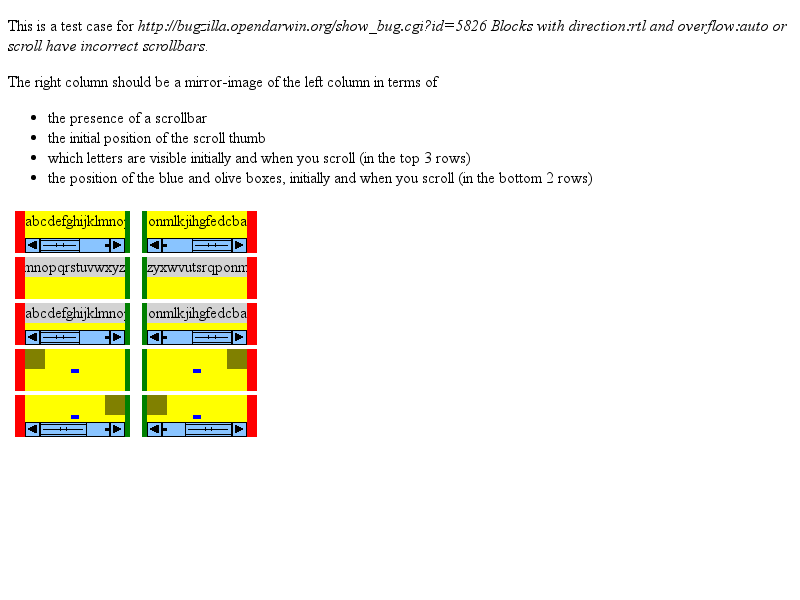 This is a test case for http://bugzilla.opendarwin.org/show_bug.cgi?id=5826 Blocks with direction:rtl and overflow:auto or
scroll have incorrect scrollbars.
The right column should be a mirror-image of the left column in terms of
the presence of a scrollbar
the initial position of the scroll thumb
which letters are visible initially and when you scroll (in the top 3 rows)
the position of the blue and olive boxes, initially and when you scroll (in the bottom 2 rows)
abcdefghijklmnop onmlkjihgfedcba
mnopqrstuvwxyz zyxwvutsrqponm
abcdefghijklmnop onmlkjihgfedcba